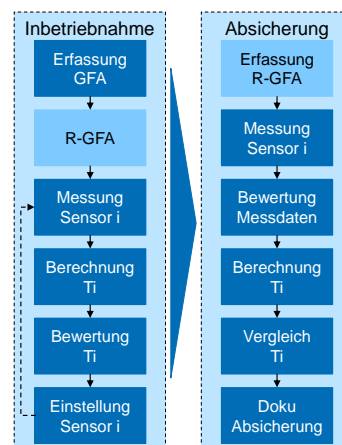 Inbetriebnahme
Erfassung
GFA
R-GFA
Messung
Sensor i
Berechnung
Ti
Bewertung
Ti
Einstellung
Sensor i
Absicherung
Erfassung
R-GFA
Messung
Sensor i
Bewertung
Messdaten
Berechnung
Ti
Vergleich
Ti
Doku
Absicherung